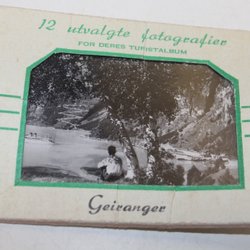 12 utvalgte fotografier
FOR DERES TURISTALBUM
Geiranger